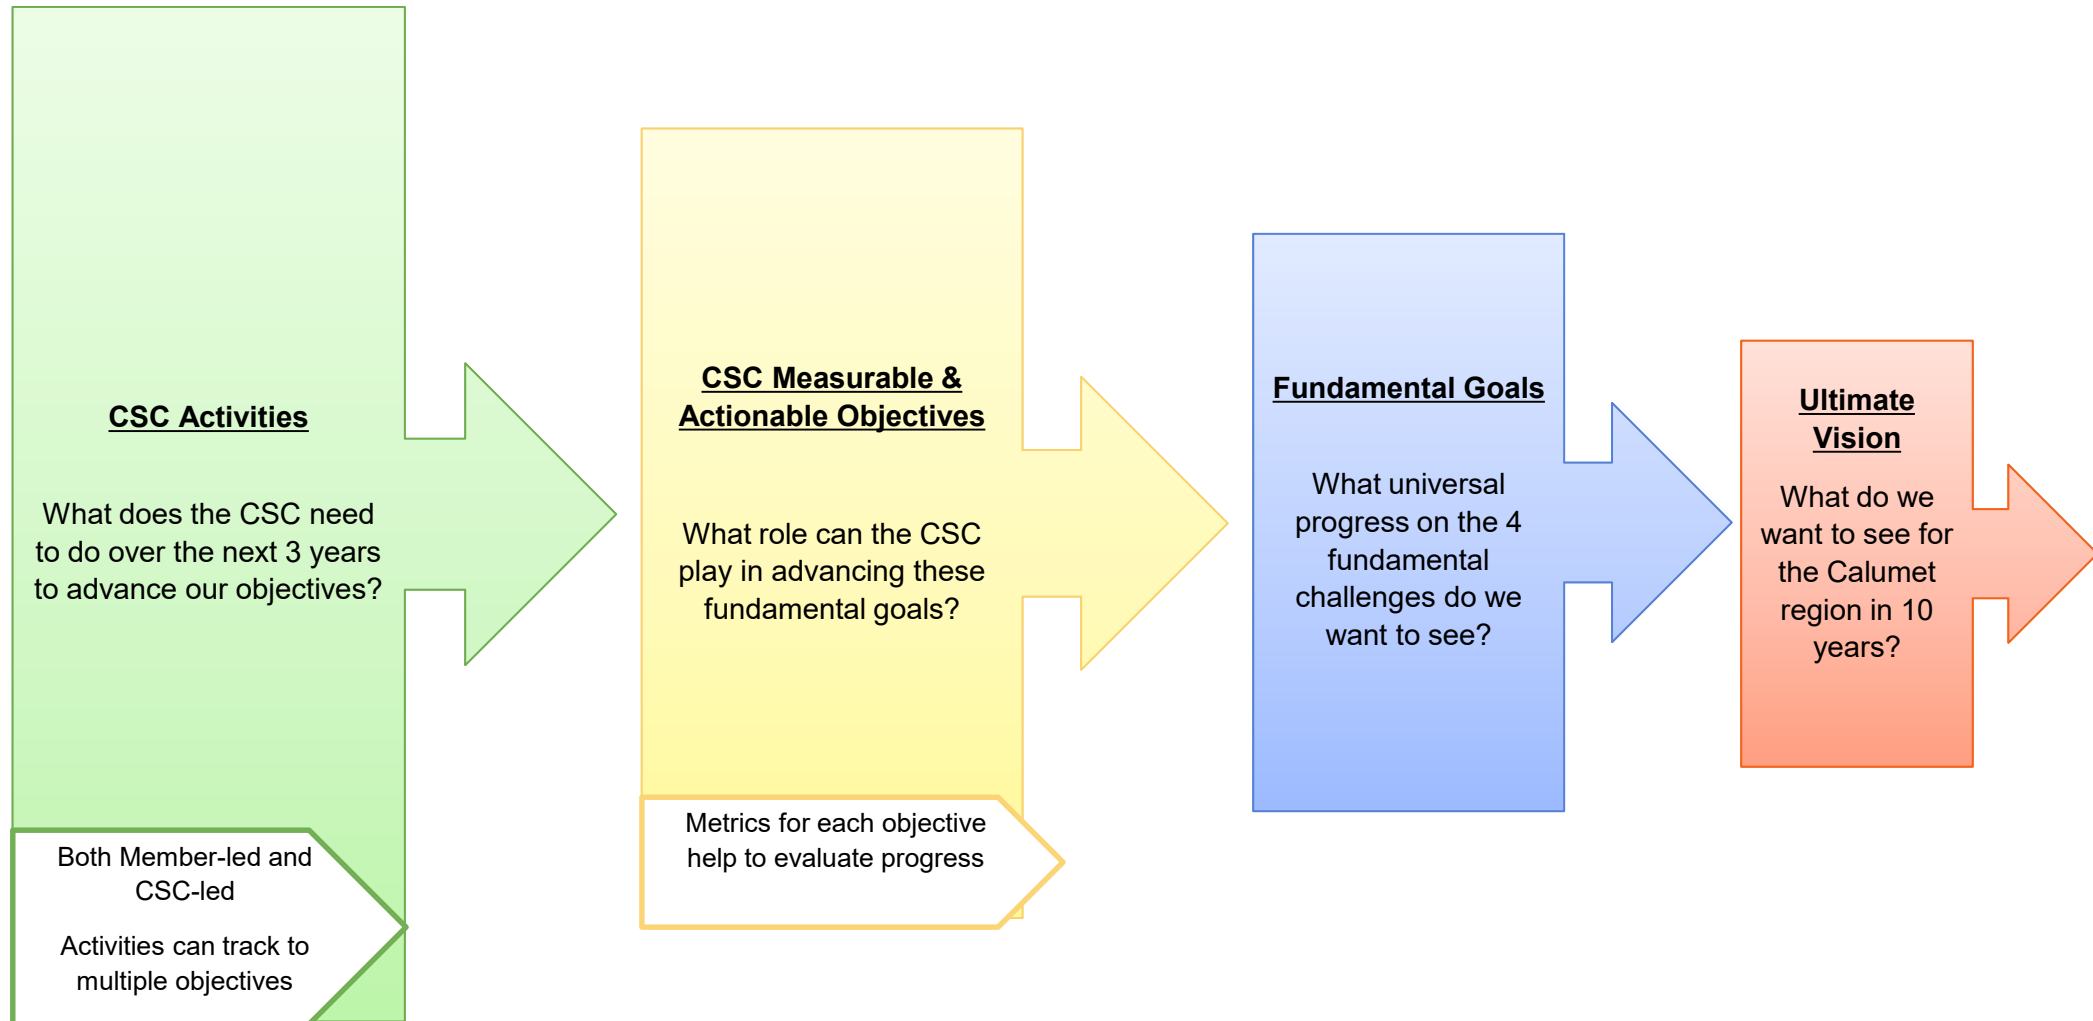 CSC Activities
What does the CSC need
to do over the next 3 years
to advance our objectives?
Both Member-led and
CSC-led
Activities can track to
multiple objectives
CSC Measurable &
Actionable Objectives
What role can the CSC
play in advancing these
fundamental goals?
Metrics for each objective
help to evaluate progress
Fundamental Goals
What universal
progress on the 4
fundamental
challenges do we
want to see?
Ultimate
Vision
What do we
want to see for
the Calumet
region in 10
years?